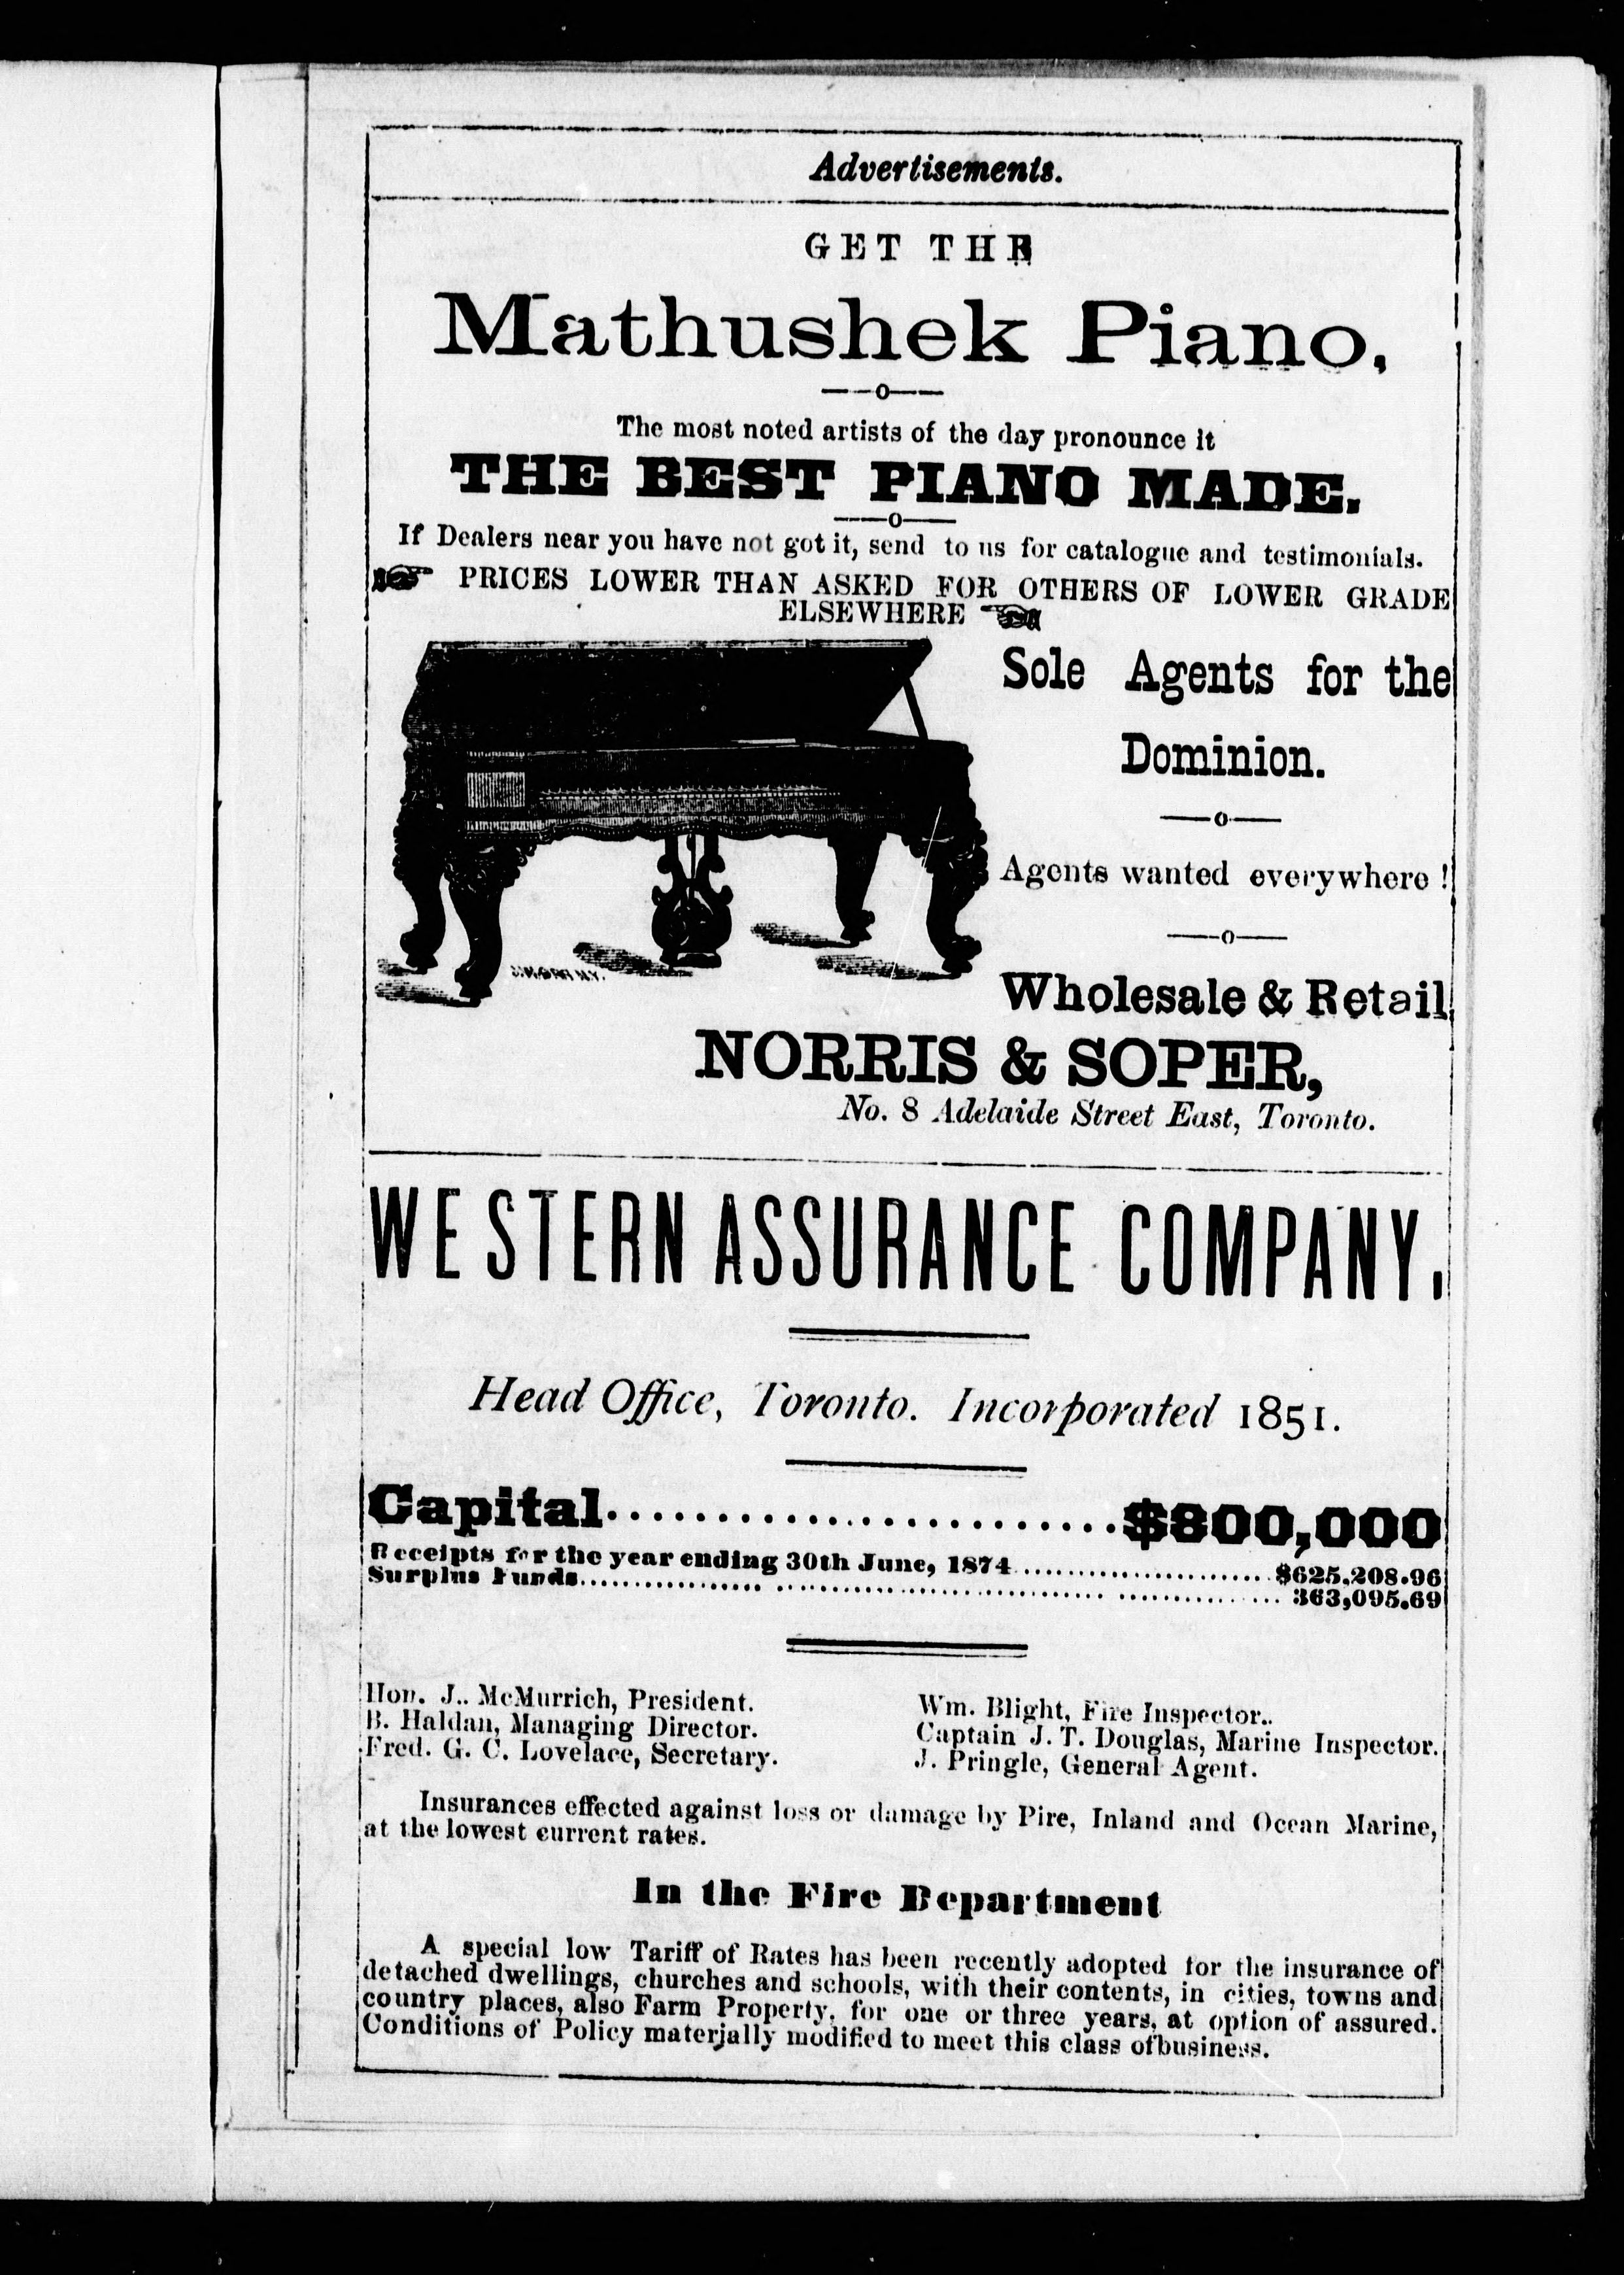 Advertisements.
GET THE
Mathushek Piano,
The most noted artists of the day pronounce it
THE BEST PIANO MADE.
If Dealers near you have not got it, send to us for catalogue and testimonials.
PRICES LOWER THAN ASKED FOR OTHERS OF LOWER GRADE
ELSEWHERE
Sole Agents for the
Dominion.
Agents wanted everywhere !
Wholesale & Retail
NORRIS & SOPER,
No. 8 Adelaide Street East, Toronto.
WESTERN ASSURANCE COMPANY,
Head Office, Toronto. Incorporated 1851.
Capital..........................$800,000
Receipts for the year ending 30th June, 1874.......................$625,208.96
Surplus Funds.......................................................363,095.69
Hon. J.. McMurrich, President.
B. Haldan, Managing Director.
Fred. G. C. Lovelace, Secretary.
Wm. Blight, Fire Inspector..
Captain J. T. Douglas, Marine Inspector.
J. Pringle, General Agent.
Insurances effected against loss or damage by Pire, Inland and Ocean Marine,
at the lowest current rates.
In the Fire Department
A special low Tariff of Rates has been recently adopted for the insurance of
detached dwellings, churches and schools, with their contents, in cities, towns and
country places, also Farm Property, for one or three years, at option of assured.
Conditions of Policy materjally modified to meet this class ofbusiness.